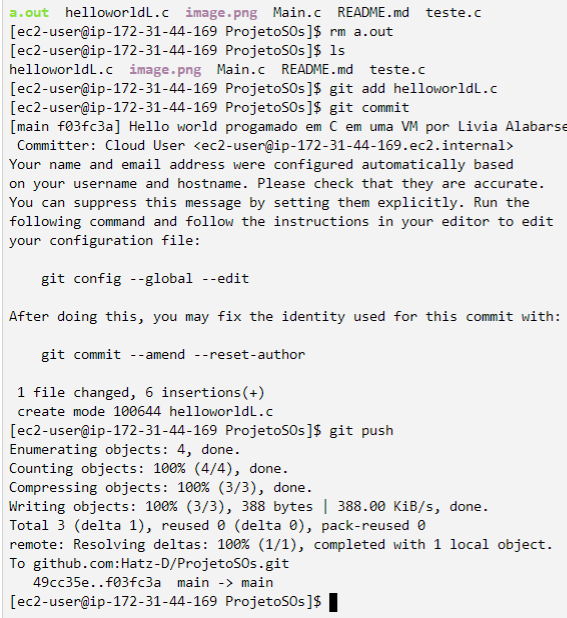 a.out  helloworldL.c  image.png  Main.c  README.md  teste.c
[ec2-user@ip-172-31-44-169 ProjetoSOs]$ rm a.out
[ec2-user@ip-172-31-44-169 ProjetoSOs]$ ls
helloworldL.c  image.png  Main.c  README.md  teste.c
[ec2-user@ip-172-31-44-169 ProjetoSOs]$ git add helloworldL.c
[ec2-user@ip-172-31-44-169 ProjetoSOs]$ git commit
[main f03fc3a] Hello world progamado em C em uma VM por Livia Alabarse
 Committer: Cloud User <ec2-user@ip-172-31-44-169.ec2.internal>
Your name and email address were configured automatically based
on your username and hostname. Please check that they are accurate.
You can suppress this message by setting them explicitly. Run the
following command and follow the instructions in your editor to edit
your configuration file:

    git config --global --edit

After doing this, you may fix the identity used for this commit with:

    git commit --amend --reset-author

 1 file changed, 6 insertions(+)
 create mode 100644 helloworldL.c
[ec2-user@ip-172-31-44-169 ProjetoSOs]$ git push
Enumerating objects: 4, done.
Counting objects: 100% (4/4), done.
Compressing objects: 100% (3/3), done.
Writing objects: 100% (3/3), 388 bytes | 388.00 KiB/s, done.
Total 3 (delta 1), reused 0 (delta 0), pack-reused 0
remote: Resolving deltas: 100% (1/1), completed with 1 local object.
To github.com:Hatz-D/ProjetoSOs.git
   49cc35e..f03fc3a  main -> main
[ec2-user@ip-172-31-44-169 ProjetoSOs]$